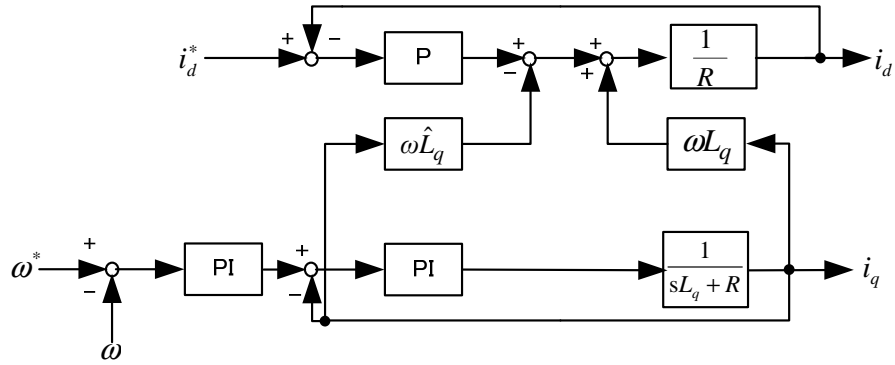 + − + − + +
i_d^* P 1/R i_d
ωL̂_q ωL_q
+ − + −
ω^* PI PI 1/(sL_q + R) i_q
ω